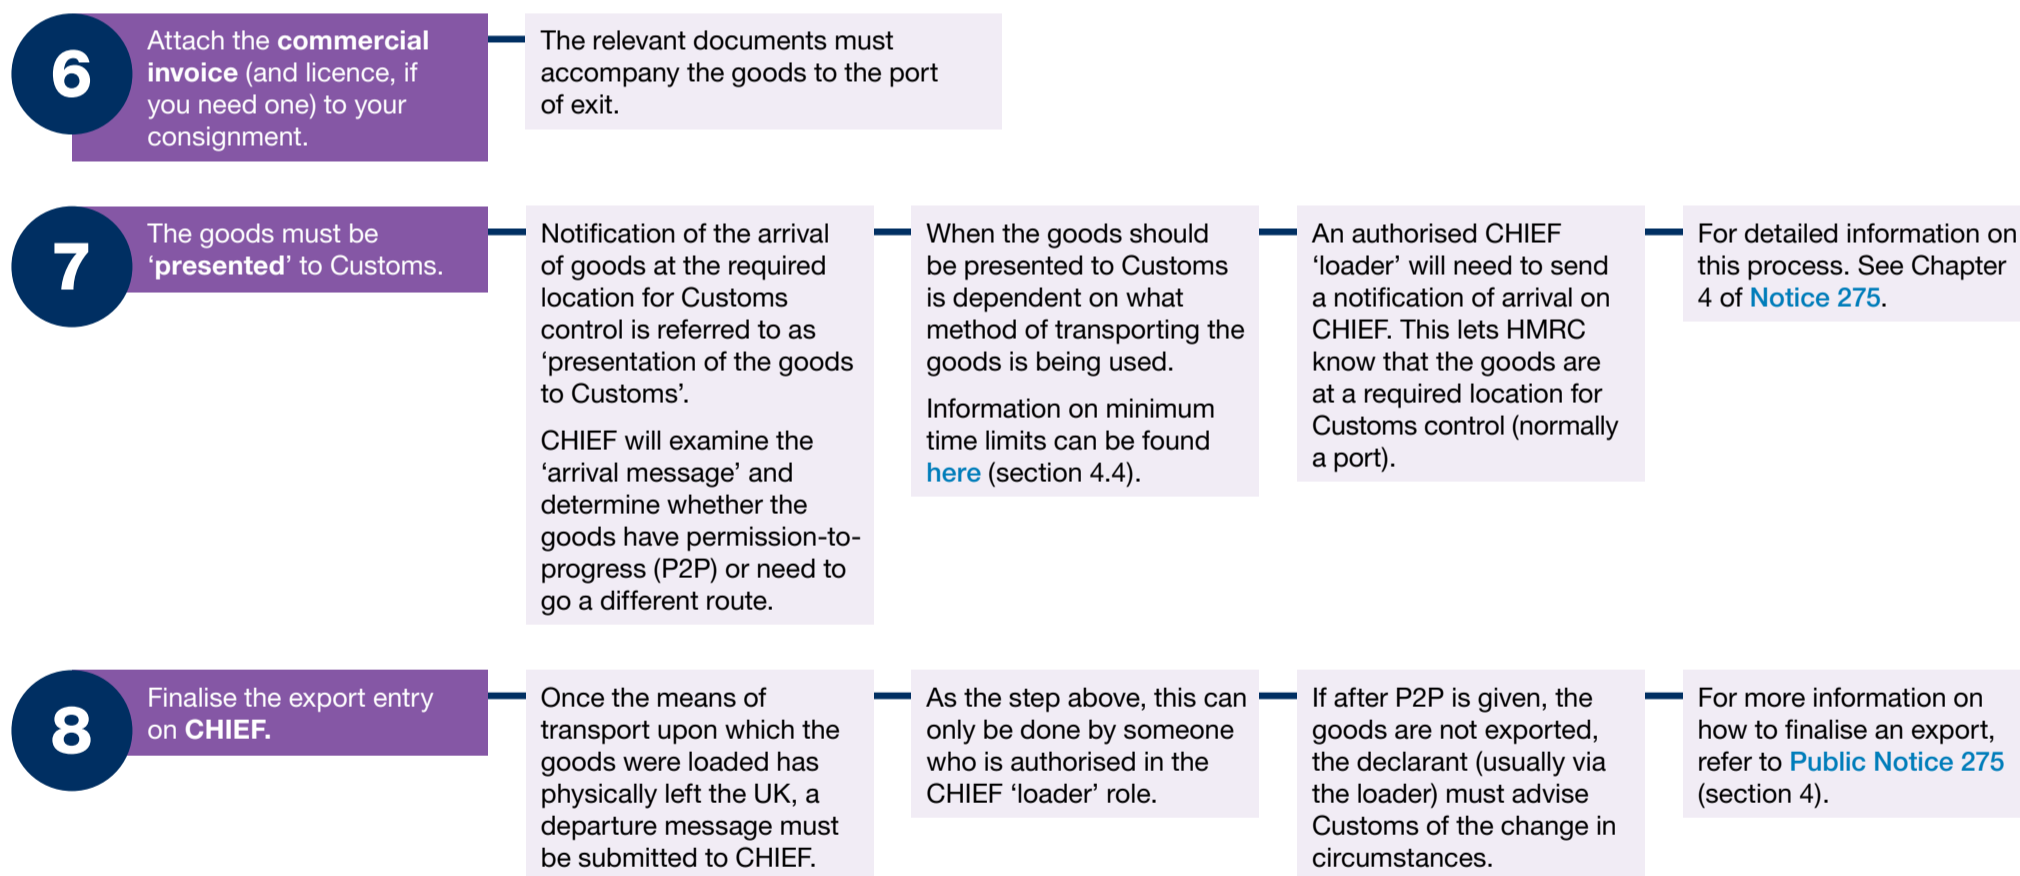 6
Attach the commercial
invoice (and licence, if
you need one) to your
consignment.
The relevant documents must
accompany the goods to the port
of exit.
7
The goods must be
‘presented’ to Customs.
Notification of the arrival
of goods at the required
location for Customs
control is referred to as
‘presentation of the goods
to Customs’.
CHIEF will examine the
‘arrival message’ and
determine whether the
goods have permission-to-
progress (P2P) or need to
go a different route.
When the goods should
be presented to Customs
is dependent on what
method of transporting the
goods is being used.
Information on minimum
time limits can be found
here (section 4.4).
An authorised CHIEF
‘loader’ will need to send
a notification of arrival on
CHIEF. This lets HMRC
know that the goods are
at a required location for
Customs control (normally
a port).
For detailed information on
this process. See Chapter
4 of Notice 275.
8
Finalise the export entry
on CHIEF.
Once the means of
transport upon which the
goods were loaded has
physically left the UK, a
departure message must
be submitted to CHIEF.
As the step above, this can
only be done by someone
who is authorised in the
CHIEF ‘loader’ role.
If after P2P is given, the
goods are not exported,
the declarant (usually via
the loader) must advise
Customs of the change in
circumstances.
For more information on
how to finalise an export,
refer to Public Notice 275
(section 4).